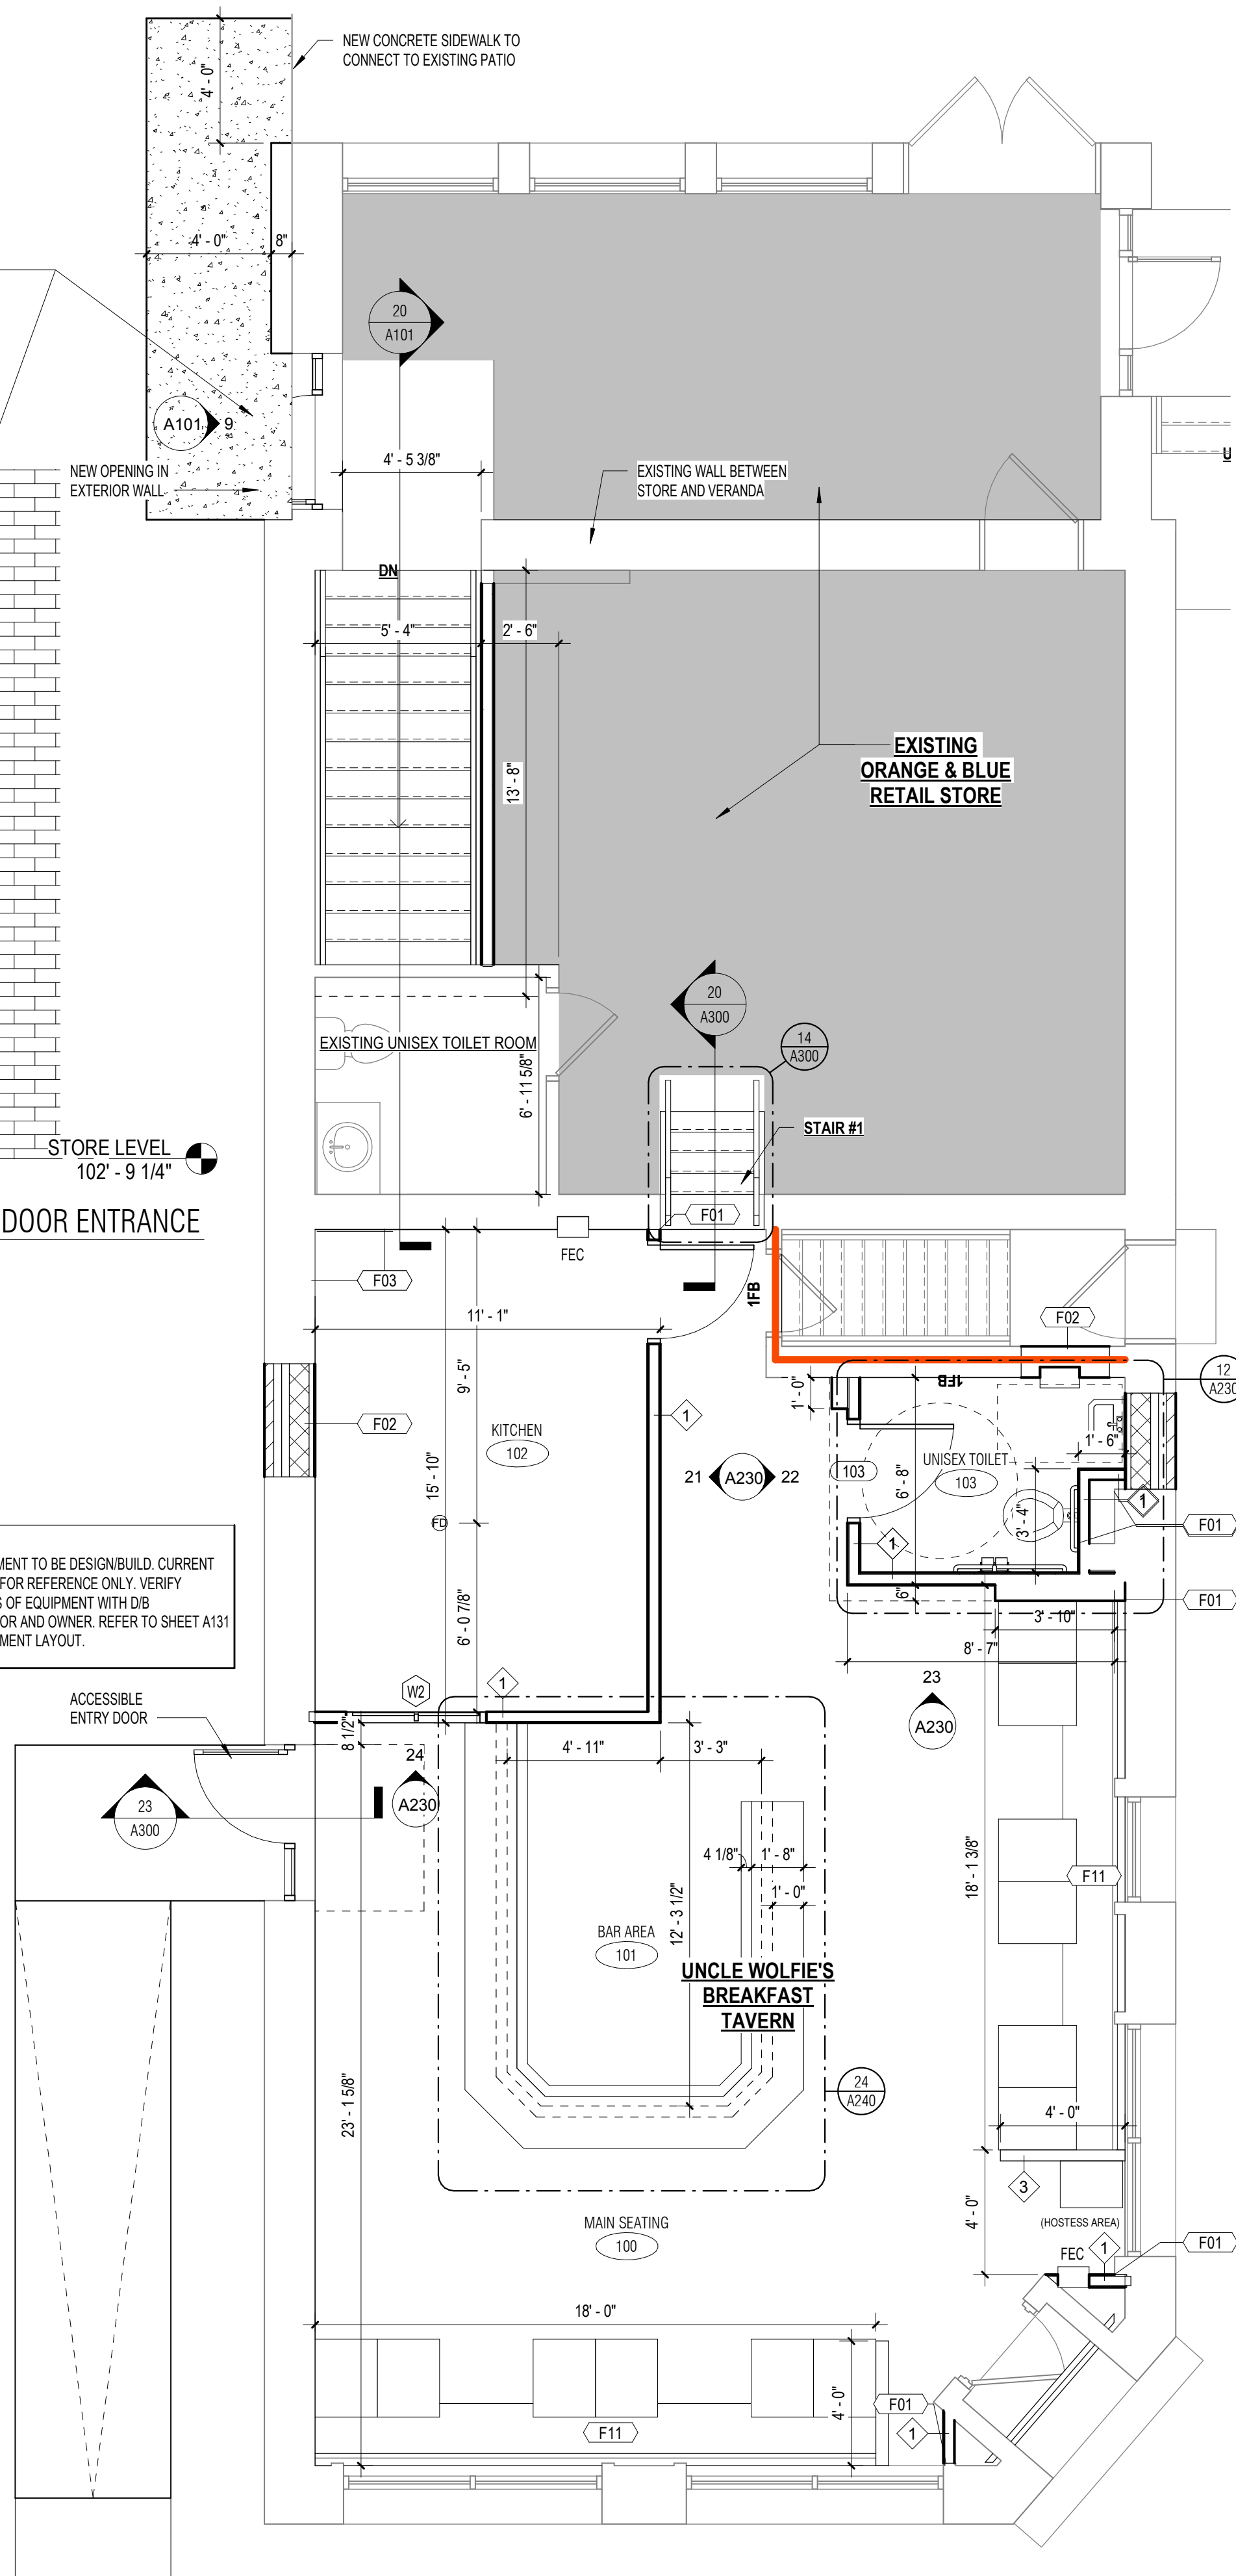 NEW CONCRETE SIDEWALK TO
CONNECT TO EXISTING PATIO
4' - 0"
4' - 0"
8"
20
A101
A101
9
NEW OPENING IN
EXTERIOR WALL
4' - 5 3/8"
EXISTING WALL BETWEEN
STORE AND VERANDA
U
DN
5' - 4"
2' - 6"
13' - 8"
EXISTING
ORANGE & BLUE
RETAIL STORE
20
A300
14
A300
EXISTING UNISEX TOILET ROOM
6' - 11 5/8"
STAIR #1
STORE LEVEL
102' - 9 1/4"
DOOR ENTRANCE
F01
FEC
F03
1FB
11' - 1"
F02
9' - 5"
12
A230
1FB
1' - 0"
F02
1
KITCHEN
102
1' - 6"
15' - 10"
21
A230
22
103
UNISEX TOILET
103
6' - 8"
3' - 4"
1
FD
F01
1
MENT TO BE DESIGN/BUILD. CURRENT
FOR REFERENCE ONLY. VERIFY
S OF EQUIPMENT WITH D/B
OR AND OWNER. REFER TO SHEET A131
MENT LAYOUT.
6"
F01
3' - 10"
6' - 0 7/8"
8' - 7"
23
A230
W2
1
ACCESSIBLE
ENTRY DOOR
8 1/2"
4' - 11"
3' - 3"
24
A230
23
A300
4 1/8"
1' - 8"
1' - 0"
18' - 1 3/8"
F11
12' - 3 1/2"
BAR AREA
101
UNCLE WOLFIE'S
BREAKFAST
TAVERN
24
A240
23' - 1 5/8"
4' - 0"
3
4' - 0"
(HOSTESS AREA)
MAIN SEATING
100
FEC
1
F01
18' - 0"
4' - 0"
F01
F11
1